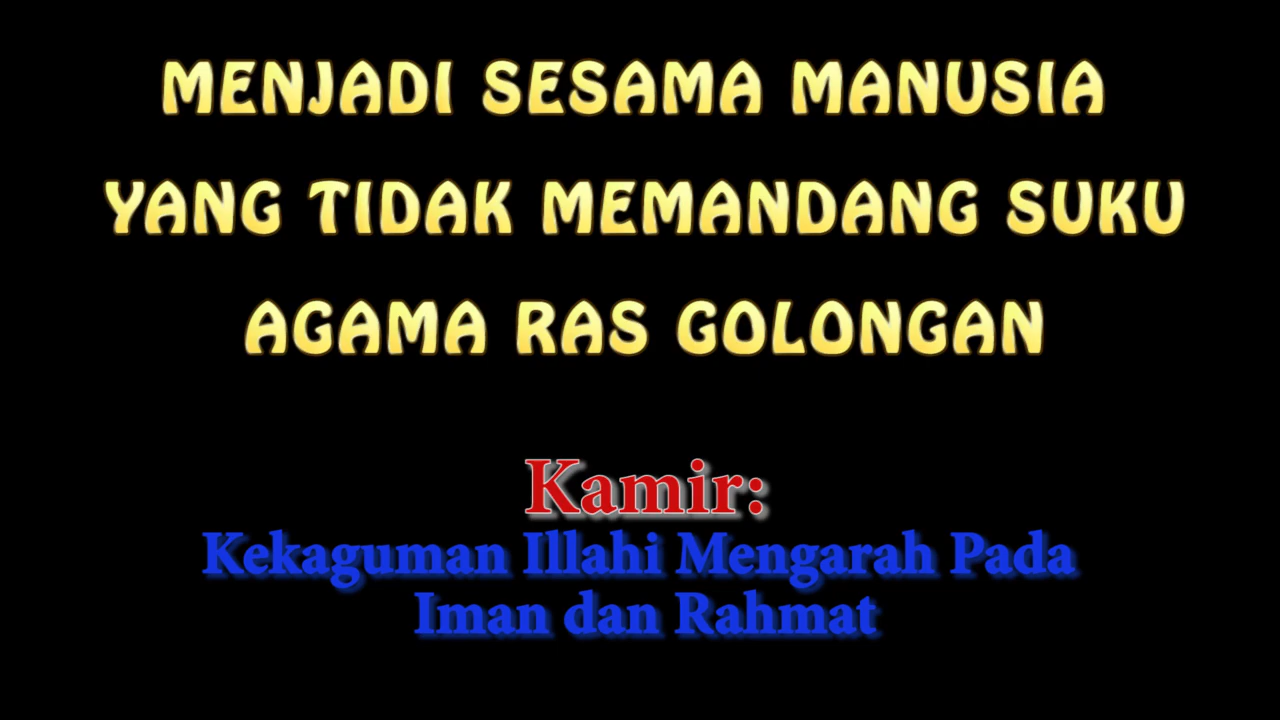 MENJADI SESAMA MANUSIA
YANG TIDAK MEMANDANG SUKU
AGAMA RAS GOLONGAN
Kamir:
Kekaguman Illahi Mengarah Pada
Iman dan Rahmat